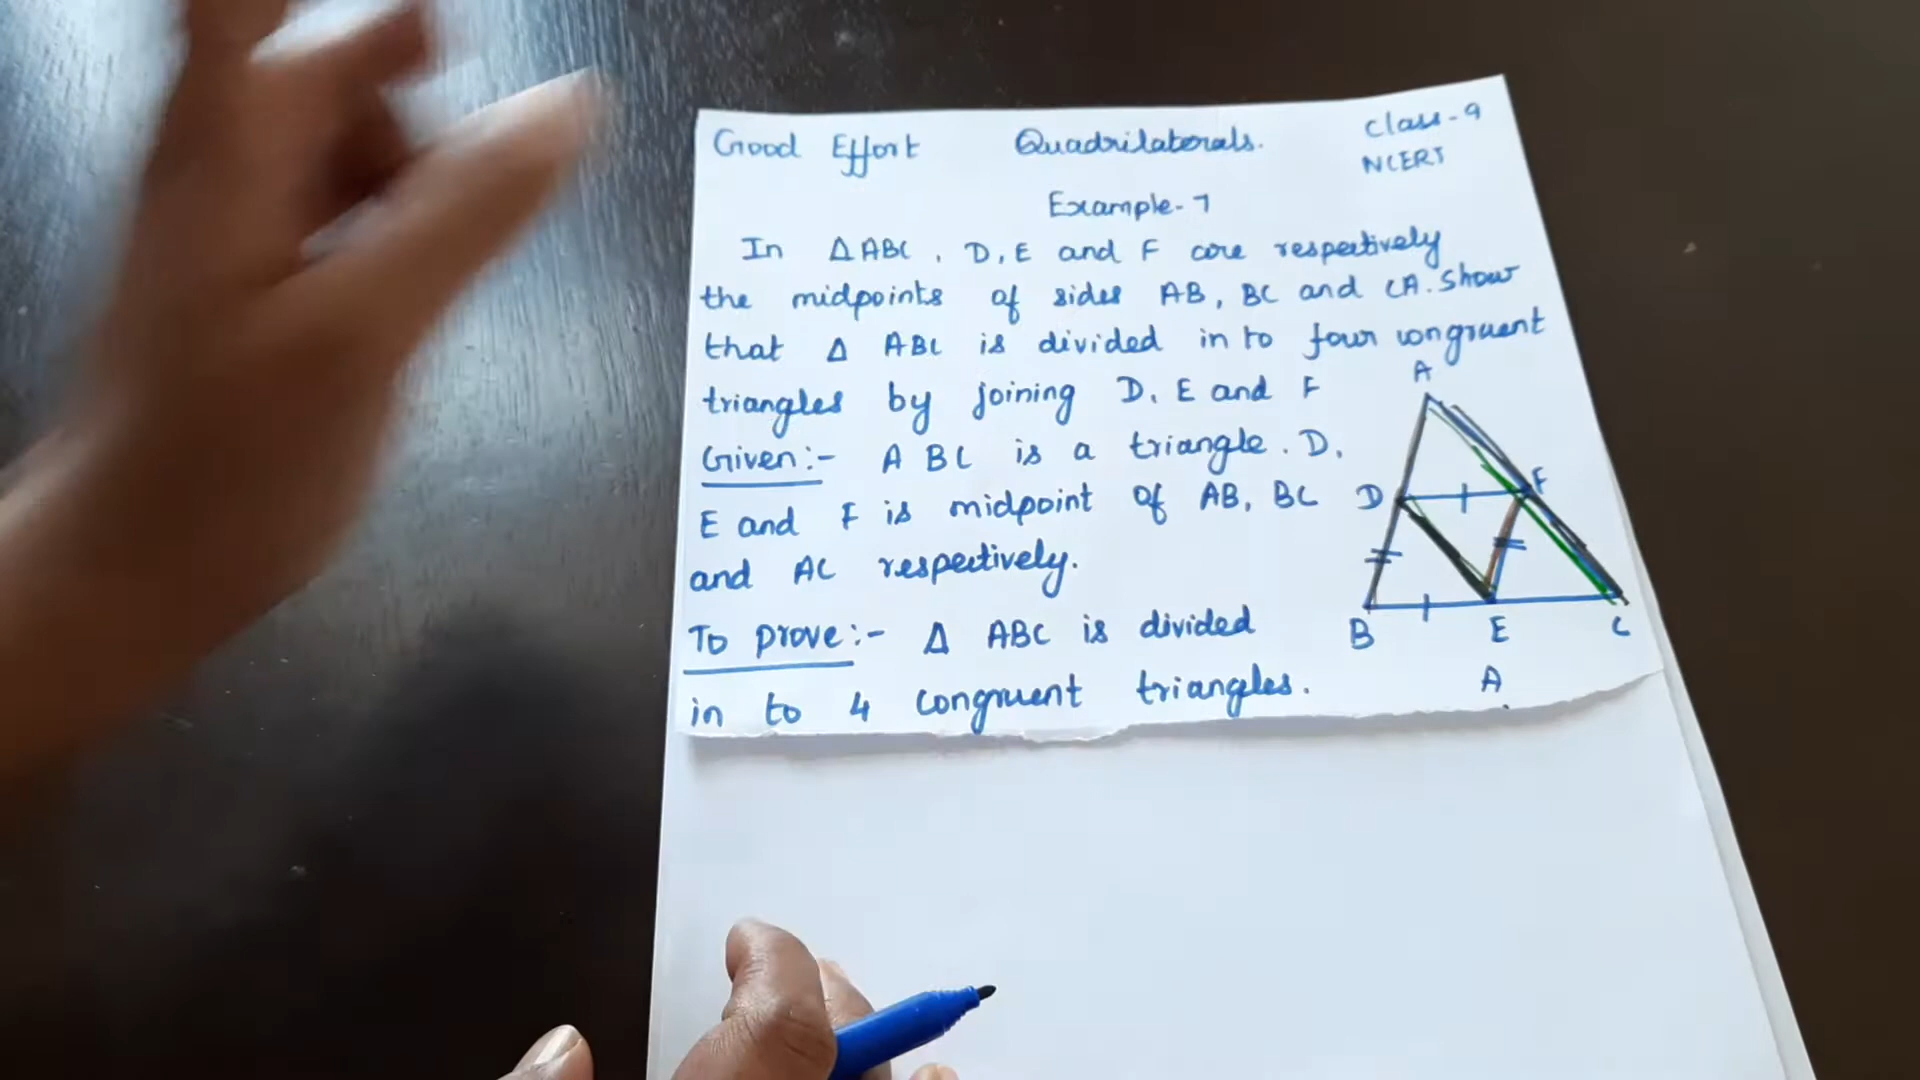 Good Effort Quadrilaterals. Class-9
NCERT
Example-7
In Δ ABC, D, E and F are respectively
the midpoints of sides AB, BC and CA. Show
that Δ ABC is divided in to four congruent
triangles by joining D, E and F
Given:- A BC is a triangle. D,
E and F is midpoint of AB, BC
and AC respectively.
To prove:- Δ ABC is divided
in to 4 congruent triangles.
A
D F
B E C
A